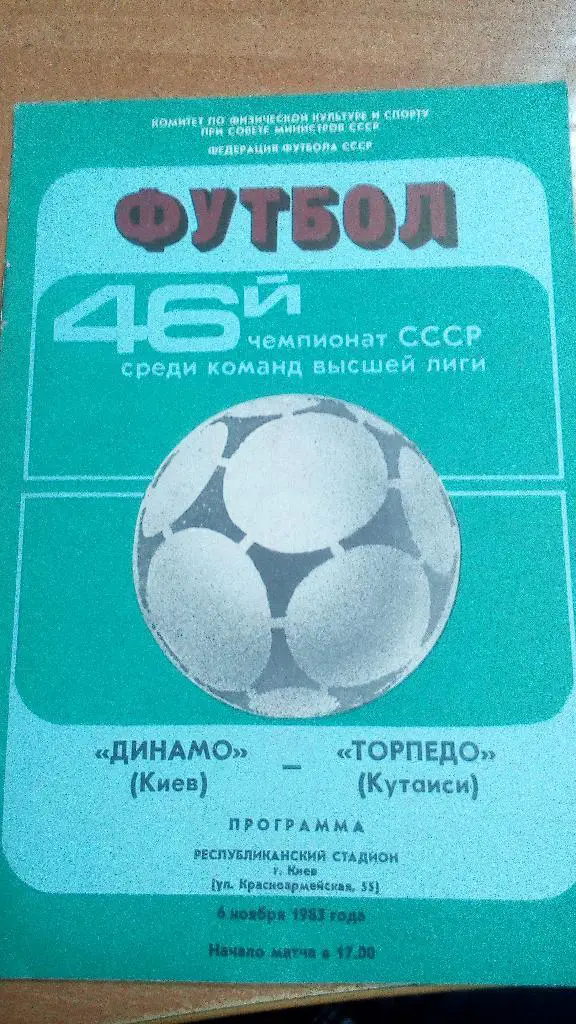 КОМИТЕТ ПО ФИЗИЧЕСКОЙ КУЛЬТУРЕ И СПОРТУ
ПРИ СОВЕТЕ МИНИСТРОВ СССР
ФЕДЕРАЦИЯ ФУТБОЛА СССР
ФУТБОЛ
46й
чемпионат СССР
среди команд высшей лиги
«ДИНАМО» — «ТОРПЕДО»
(Киев) (Кутаиси)
ПРОГРАММА
РЕСПУБЛИКАНСКИЙ СТАДИОН
г. Киев
(ул. Красноармейская, 55)
6 ноября 1983 года
Начало матча в 17.00